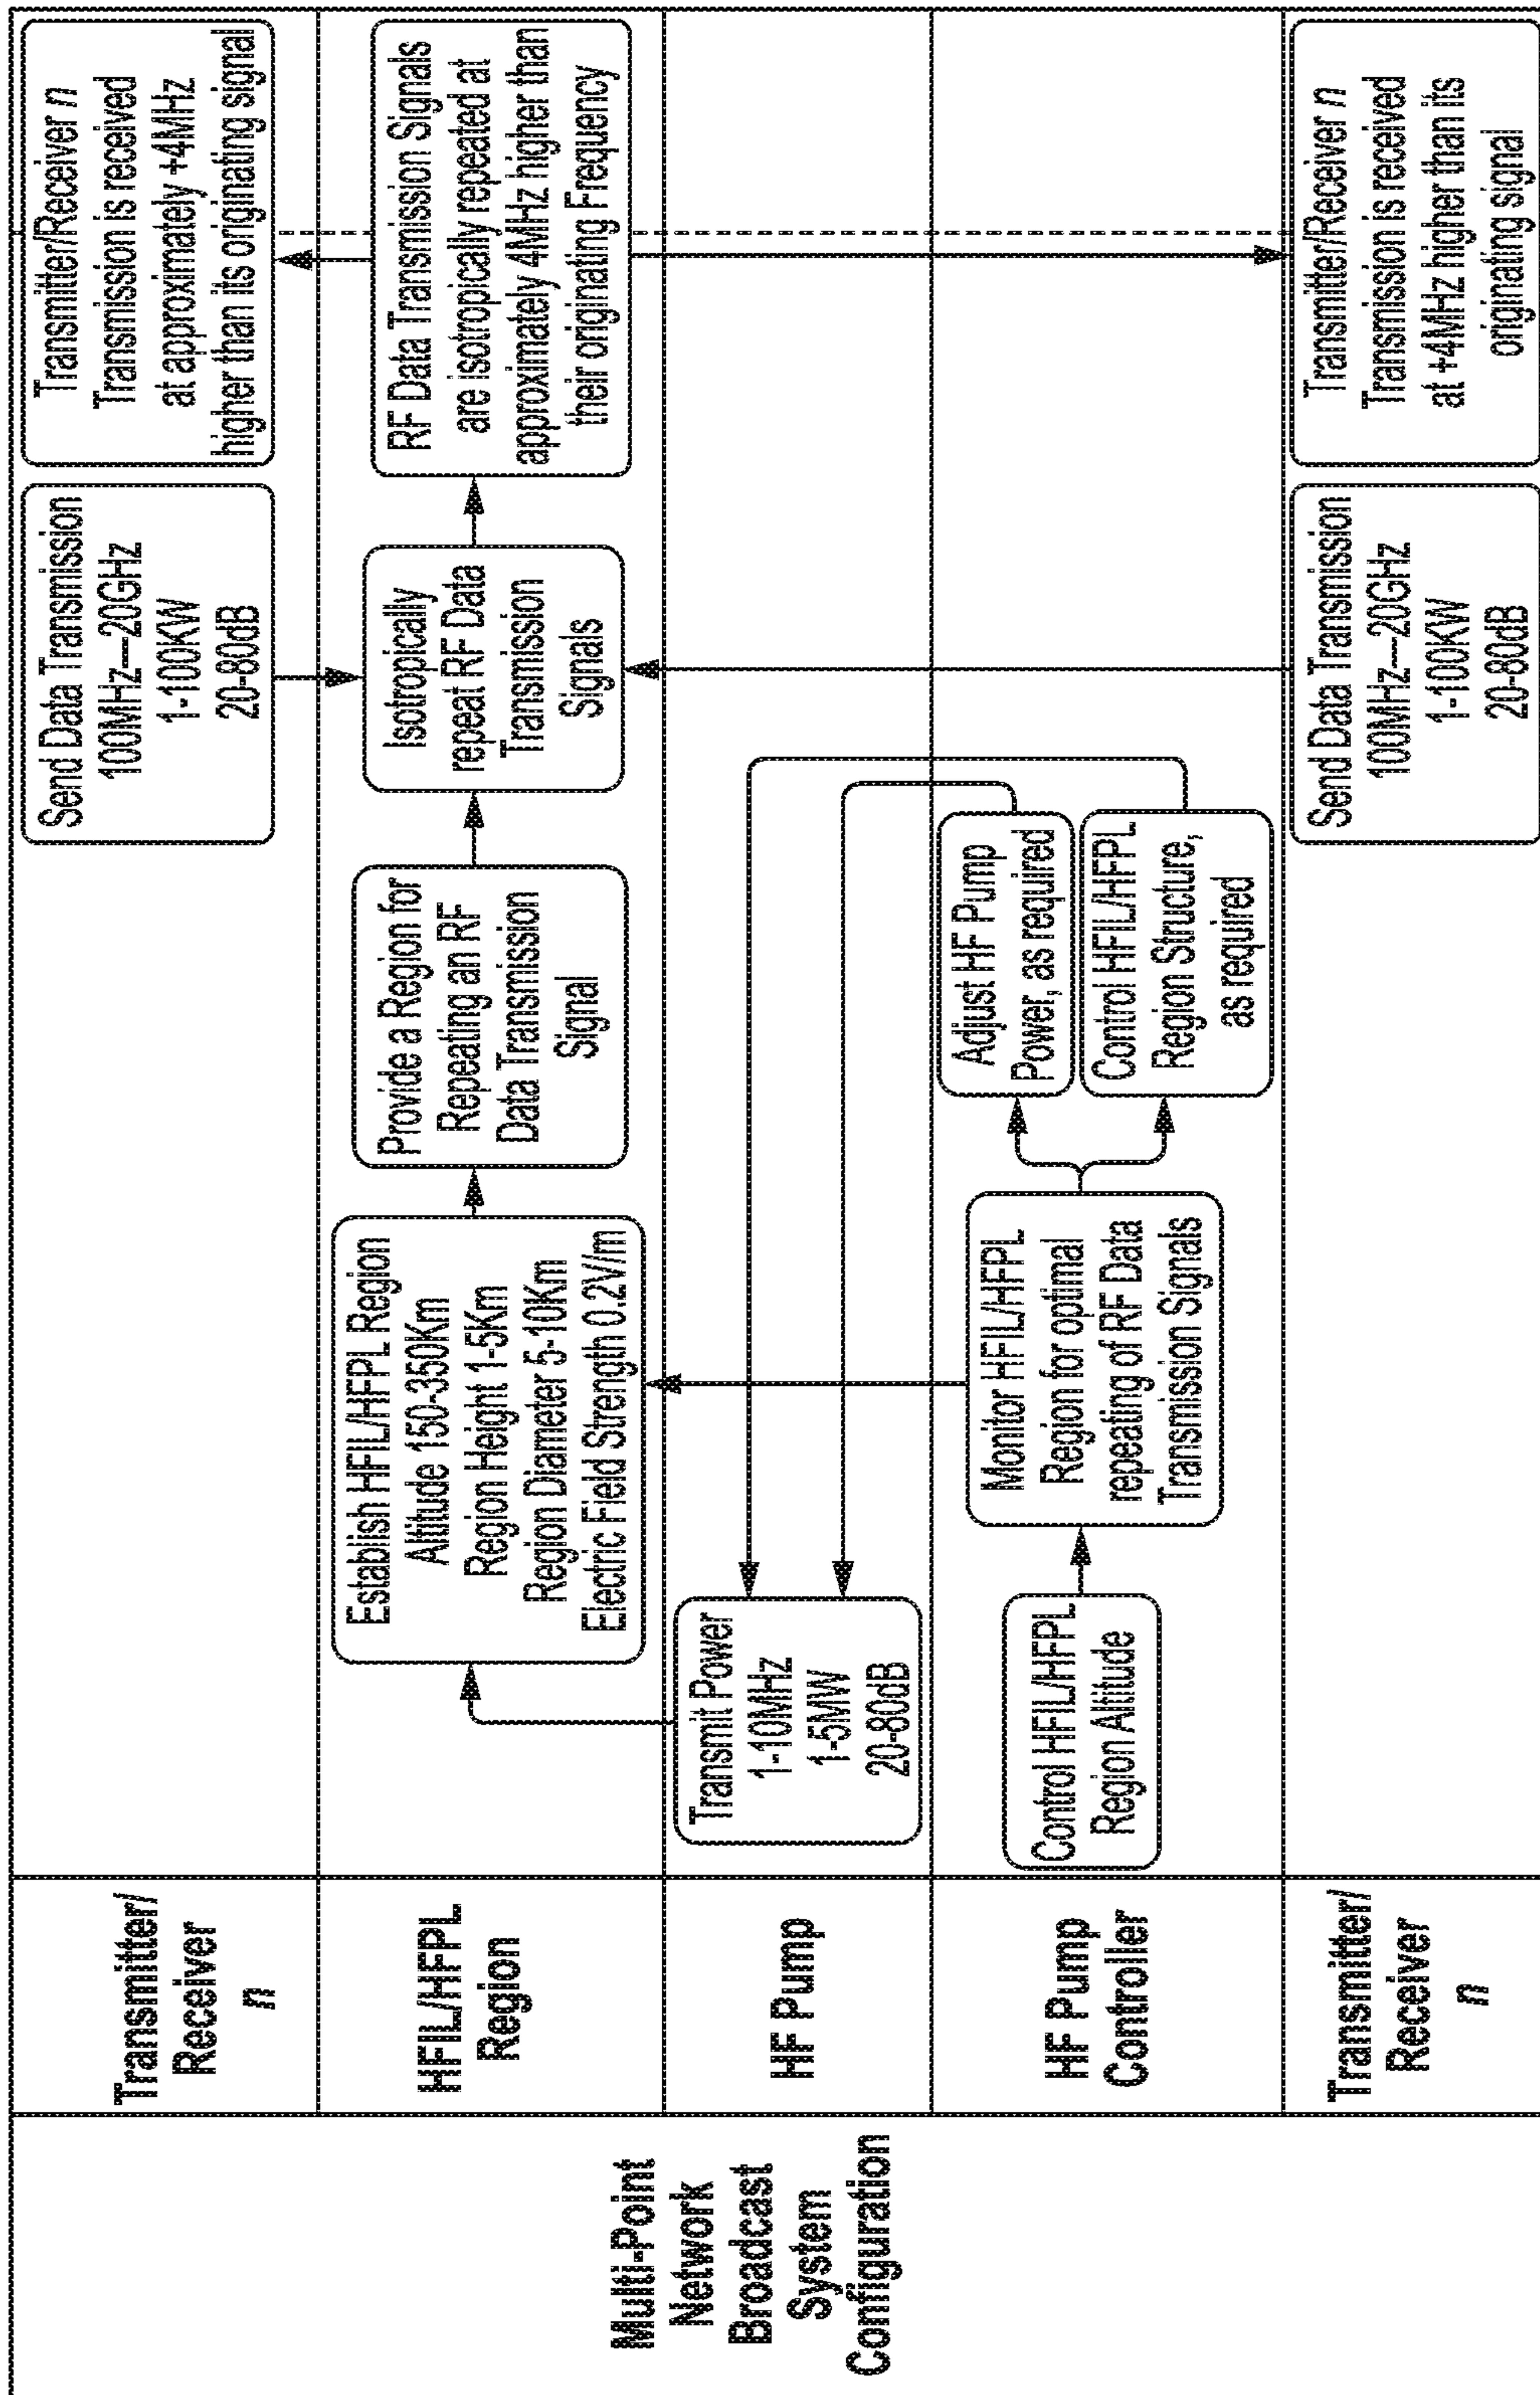 Multi-Point
Network
Broadcast
System
Configuration
Transmitter/
Receiver
n
Send Data Transmission
100MHz—20GHz
1-100KW
20-80dB
Transmitter/Receiver n
Transmission is received
at approximately +4MHz
higher than its originating signal
HFIL/HFPL
Region
Establish HFIL/HFPL Region
Altitude 150-350Km
Region Height 1-5Km
Region Diameter 5-10Km
Electric Field Strength 0.2V/m
Provide a Region for
Repeating an RF
Data Transmission
Signal
Isotropically
repeat RF Data
Transmission
Signals
RF Data Transmission Signals
are isotropically repeated at
approximately 4MHz higher than
their originating Frequency
HF Pump
Transmit Power
1-10MHz
1-5MW
20-80dB
HF Pump
Controller
Control HFIL/HFPL
Region Altitude
Monitor HFIL/HFPL
Region for optimal
repeating of RF Data
Transmission Signals
Adjust HF Pump
Power, as required
Control HFIL/HFPL
Region Structure,
as required
Transmitter/
Receiver
n
Send Data Transmission
100MHz—20GHz
1-100KW
20-80dB
Transmitter/Receiver n
Transmission is received
at +4MHz higher than its
originating signal